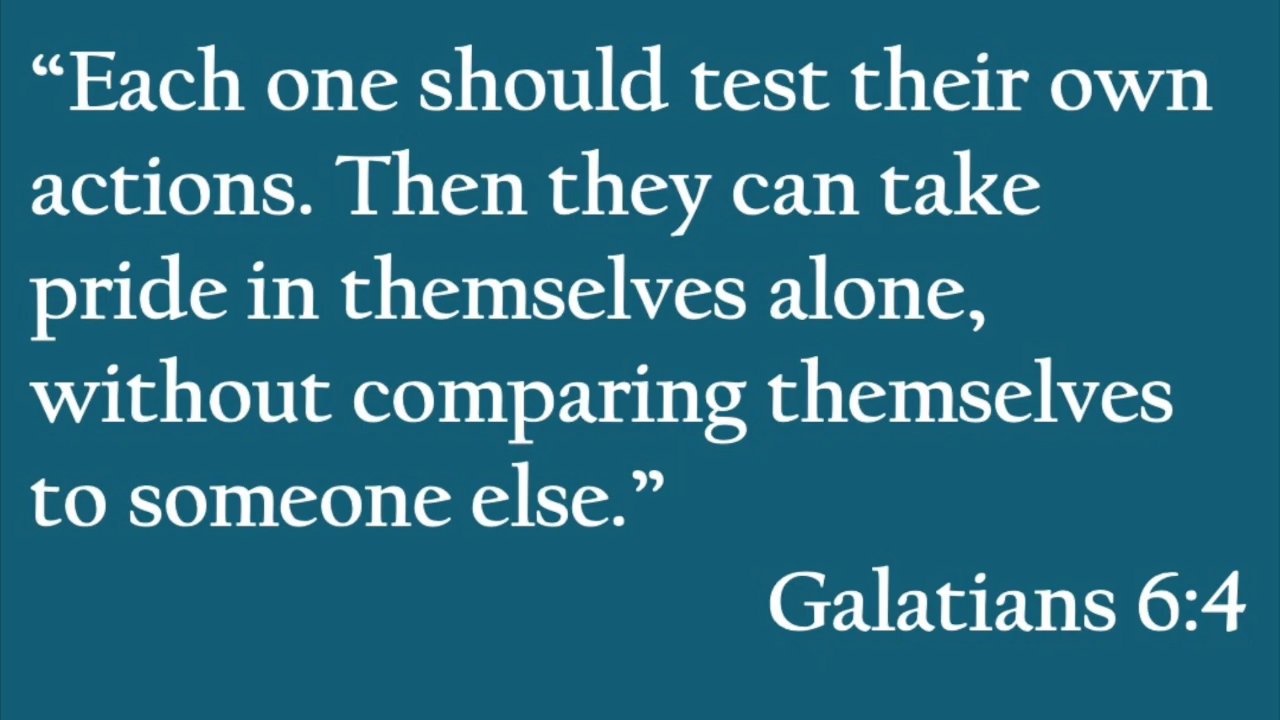 “Each one should test their own
actions. Then they can take
pride in themselves alone,
without comparing themselves
to someone else.”
Galatians 6:4